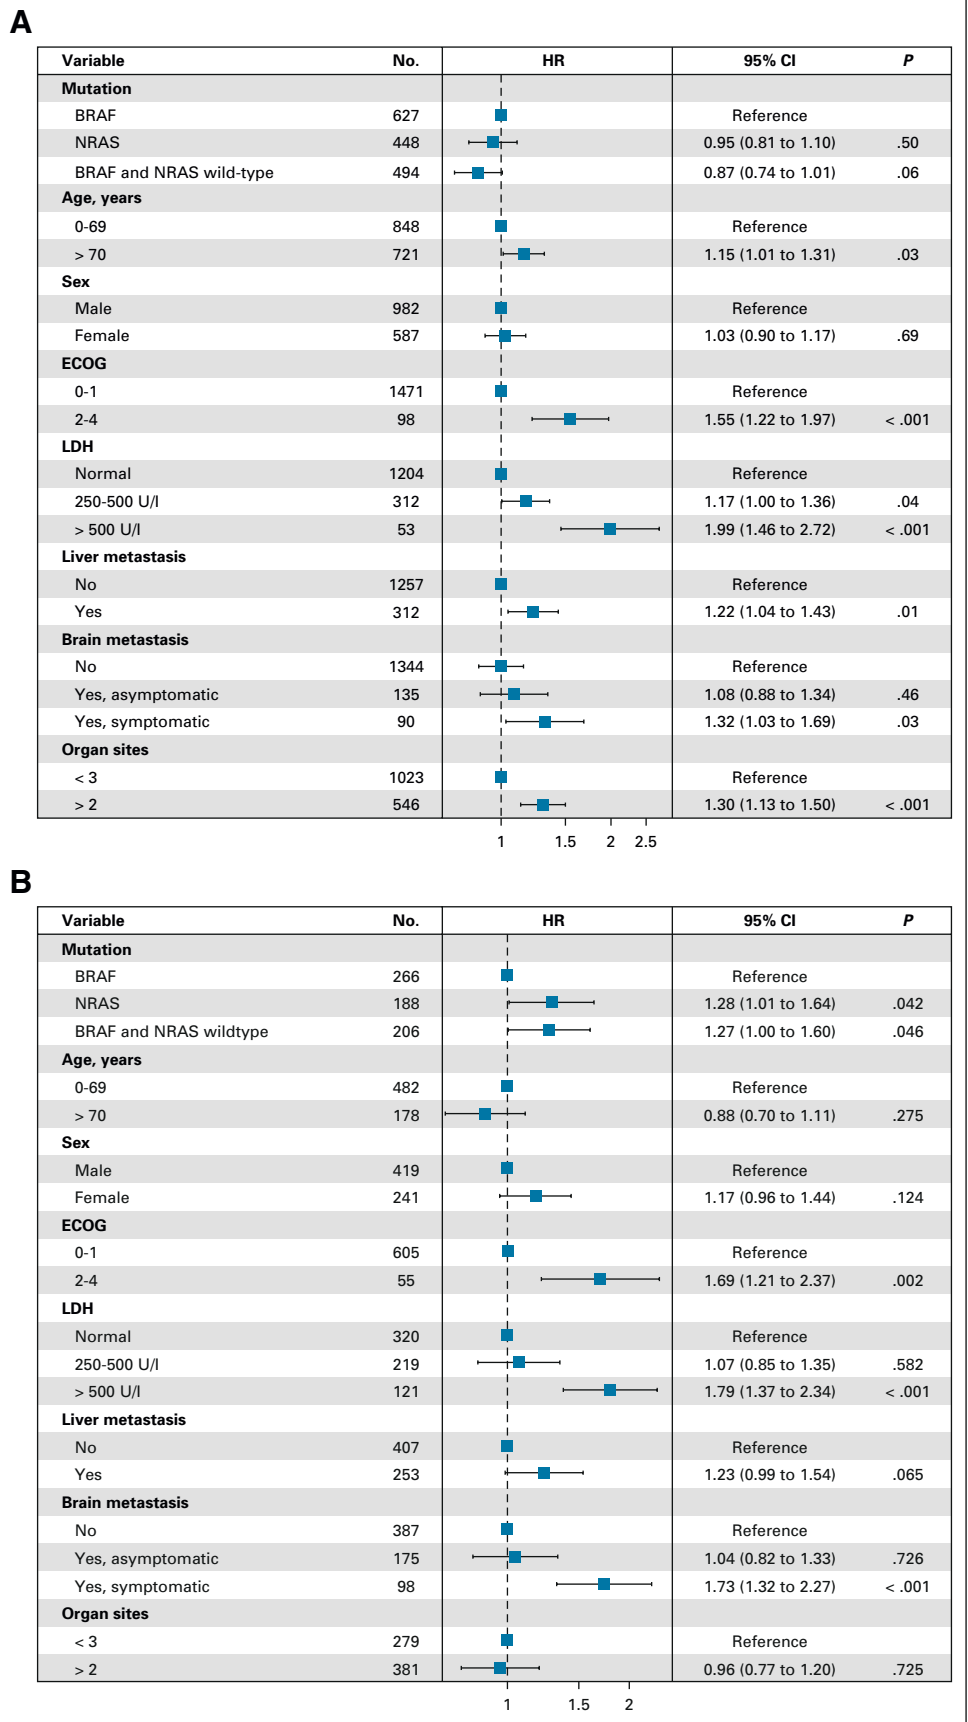 A
Variable No. HR 95% CI P
Mutation
BRAF 627 Reference
NRAS 448 0.95 (0.81 to 1.10) .50
BRAF and NRAS wild-type 494 0.87 (0.74 to 1.01) .06
Age, years
0-69 848 Reference
> 70 721 1.15 (1.01 to 1.31) .03
Sex
Male 982 Reference
Female 587 1.03 (0.90 to 1.17) .69
ECOG
0-1 1471 Reference
2-4 98 1.55 (1.22 to 1.97) < .001
LDH
Normal 1204 Reference
250-500 U/l 312 1.17 (1.00 to 1.36) .04
> 500 U/l 53 1.99 (1.46 to 2.72) < .001
Liver metastasis
No 1257 Reference
Yes 312 1.22 (1.04 to 1.43) .01
Brain metastasis
No 1344 Reference
Yes, asymptomatic 135 1.08 (0.88 to 1.34) .46
Yes, symptomatic 90 1.32 (1.03 to 1.69) .03
Organ sites
< 3 1023 Reference
> 2 546 1.30 (1.13 to 1.50) < .001
1 1.5 2 2.5
B
Variable No. HR 95% CI P
Mutation
BRAF 266 Reference
NRAS 188 1.28 (1.01 to 1.64) .042
BRAF and NRAS wildtype 206 1.27 (1.00 to 1.60) .046
Age, years
0-69 482 Reference
> 70 178 0.88 (0.70 to 1.11) .275
Sex
Male 419 Reference
Female 241 1.17 (0.96 to 1.44) .124
ECOG
0-1 605 Reference
2-4 55 1.69 (1.21 to 2.37) .002
LDH
Normal 320 Reference
250-500 U/l 219 1.07 (0.85 to 1.35) .582
> 500 U/l 121 1.79 (1.37 to 2.34) < .001
Liver metastasis
No 407 Reference
Yes 253 1.23 (0.99 to 1.54) .065
Brain metastasis
No 387 Reference
Yes, asymptomatic 175 1.04 (0.82 to 1.33) .726
Yes, symptomatic 98 1.73 (1.32 to 2.27) < .001
Organ sites
< 3 279 Reference
> 2 381 0.96 (0.77 to 1.20) .725
1 1.5 2